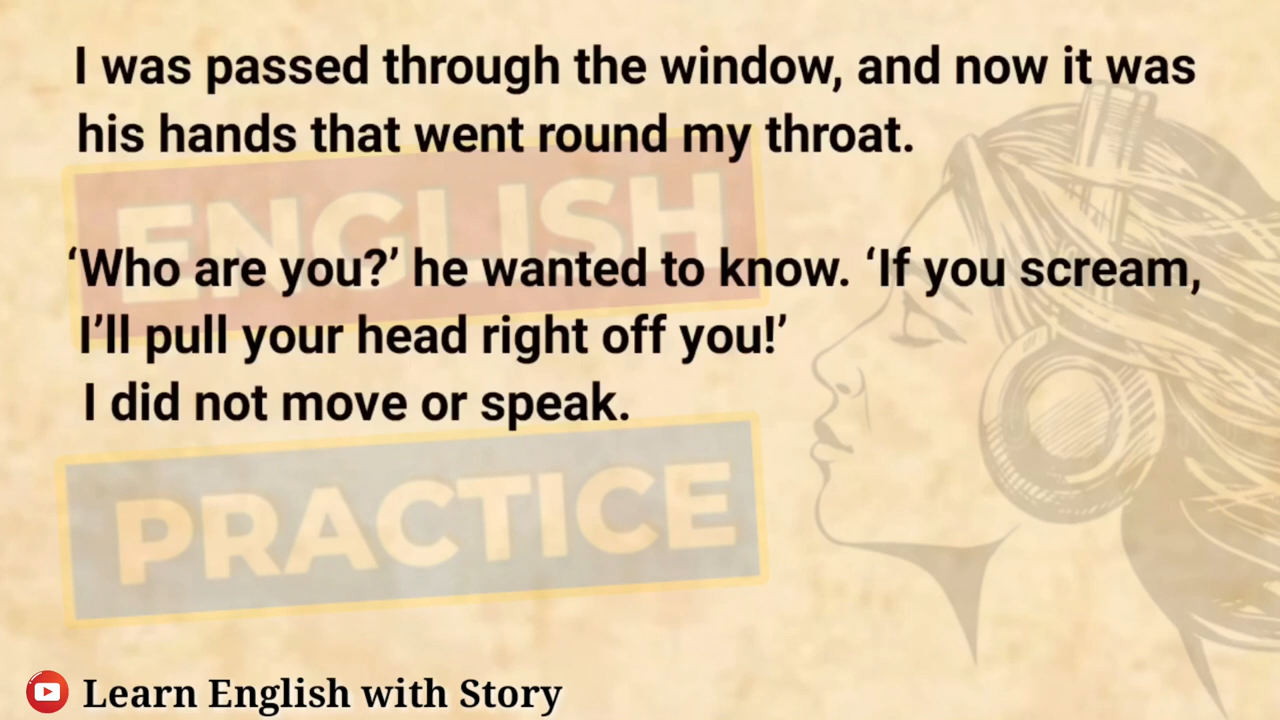 I was passed through the window, and now it was
his hands that went round my throat.
ENGLISH
‘Who are you?’ he wanted to know. ‘If you scream,
I’ll pull your head right off you!’
I did not move or speak.
PRACTICE
Learn English with Story